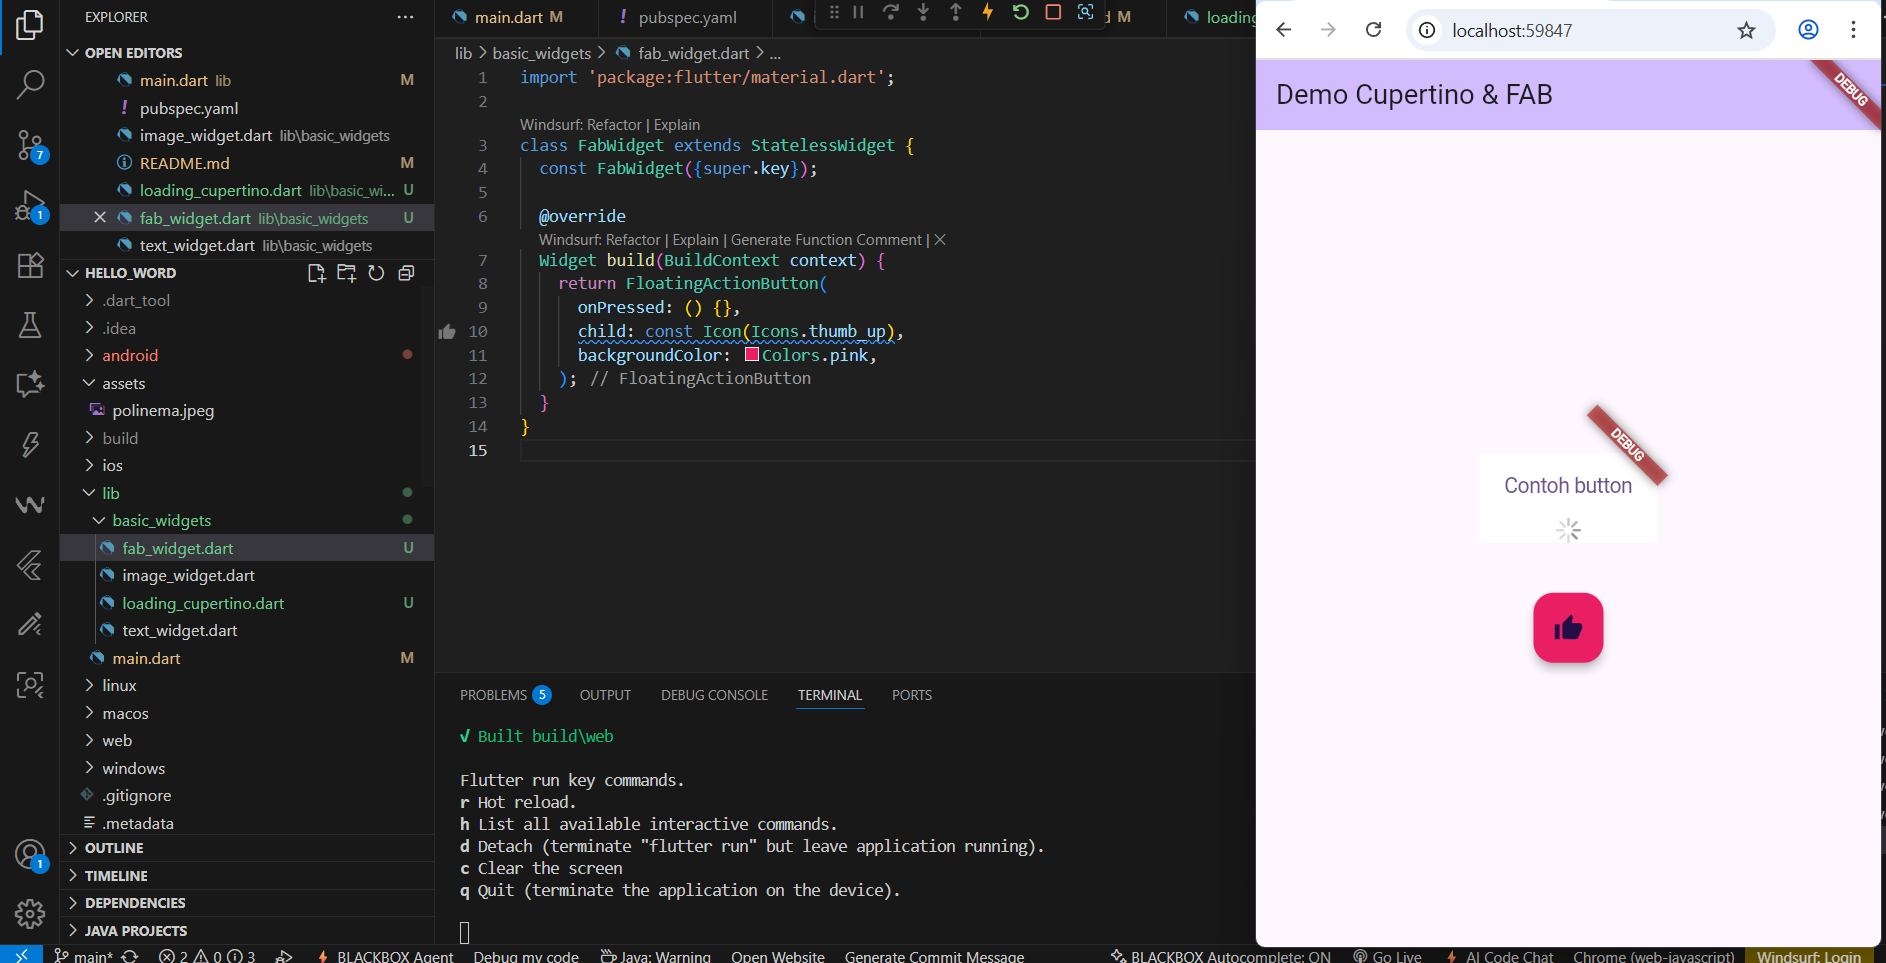 EXPLORER
OPEN EDITORS
main.dart lib M
! pubspec.yaml
image_widget.dart lib\basic_widgets
README.md M
loading_cupertino.dart lib\basic_wi... U
fab_widget.dart lib\basic_widgets U
text_widget.dart lib\basic_widgets
HELLO_WORD
.dart_tool
.idea
android
assets
polinema.jpeg
build
ios
lib
basic_widgets
fab_widget.dart U
image_widget.dart
loading_cupertino.dart U
text_widget.dart
main.dart M
linux
macos
web
windows
.gitignore
.metadata
OUTLINE
TIMELINE
DEPENDENCIES
JAVA PROJECTS
7
1
1
main.dart M
! pubspec.yaml
M
loading
lib > basic_widgets > fab_widget.dart > ...
1 import 'package:flutter/material.dart';
2
Windsurf: Refactor | Explain
3 class FabWidget extends StatelessWidget {
4 const FabWidget({super.key});
5
6 @override
Windsurf: Refactor | Explain | Generate Function Comment | X
7 Widget build(BuildContext context) {
8 return FloatingActionButton(
9 onPressed: () {},
10 child: const Icon(Icons.thumb_up),
11 backgroundColor: Colors.pink,
12 ); // FloatingActionButton
13 }
14 }
15
PROBLEMS 5 OUTPUT DEBUG CONSOLE TERMINAL PORTS
√ Built build\web
Flutter run key commands.
r Hot reload.
h List all available interactive commands.
d Detach (terminate "flutter run" but leave application running).
c Clear the screen
q Quit (terminate the application on the device).
localhost:59847
Demo Cupertino & FAB
DEBUG
DEBUG
Contoh button
main* 2 0 3 BLACKBOX Agent Debug my code Java: Warning Open Website Generate Commit Message BLACKBOX Autocomplete: ON Go Live AI Code Chat Chrome (web-javascript) Windsurf: Login